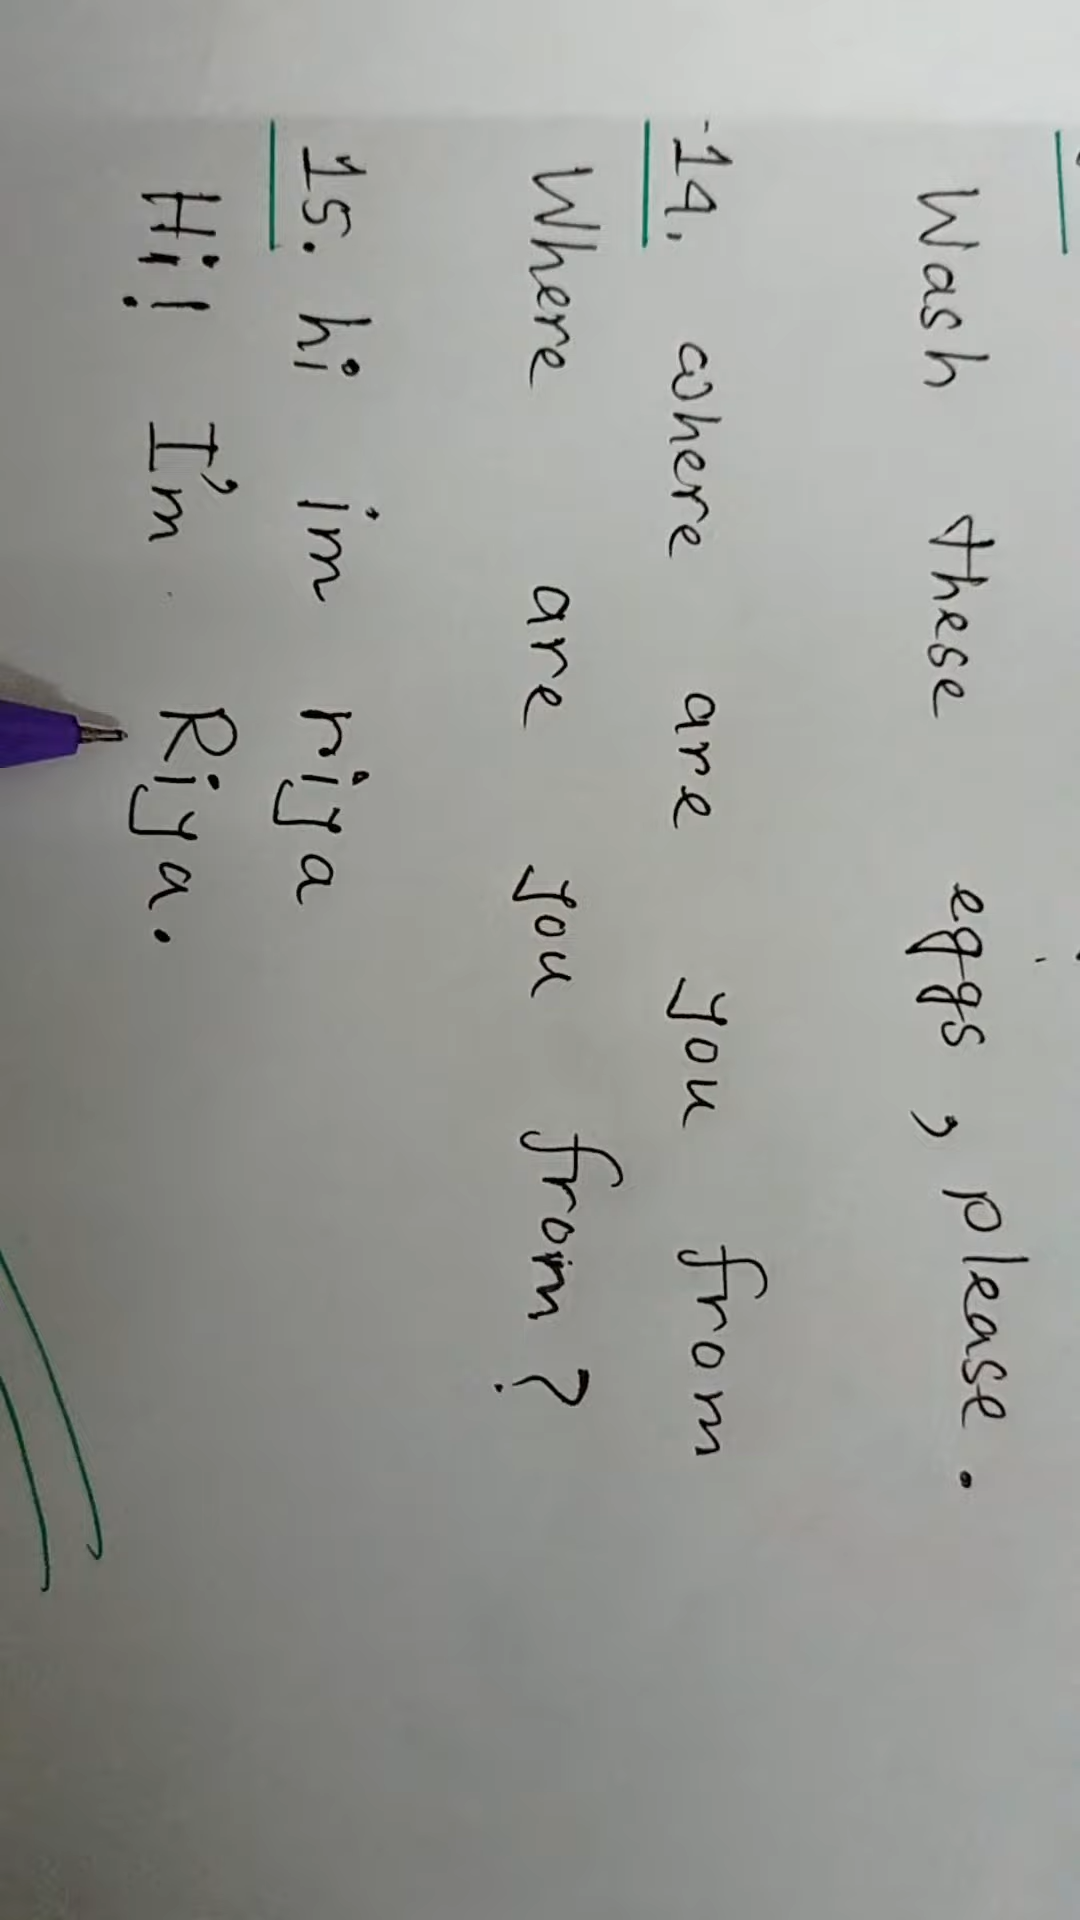 Wash these eggs, please.
14. where are you from
Where are you from?
15. hi im rija
Hi! I'm Rija.